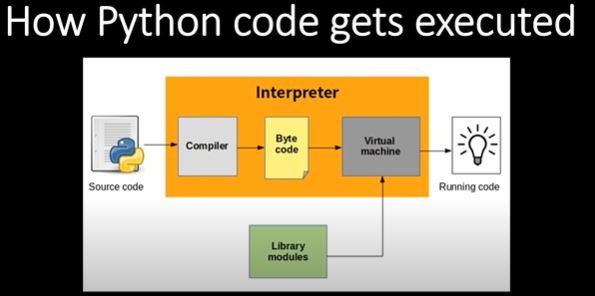 How Python code gets executed
Interpreter
Compiler
Byte
code
Virtual
machine
Source code
Running code
Library
modules